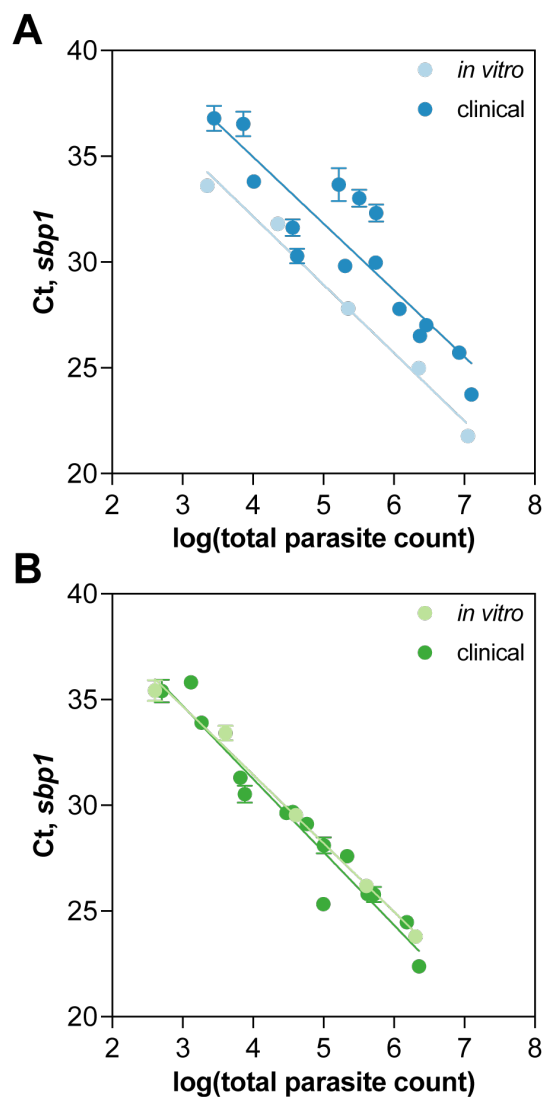 A
40
35
30
25
20
Ct, sbp1
in vitro
clinical
2 3 4 5 6 7 8
log(total parasite count)
B
40
35
30
25
20
Ct, sbp1
in vitro
clinical
2 3 4 5 6 7 8
log(total parasite count)